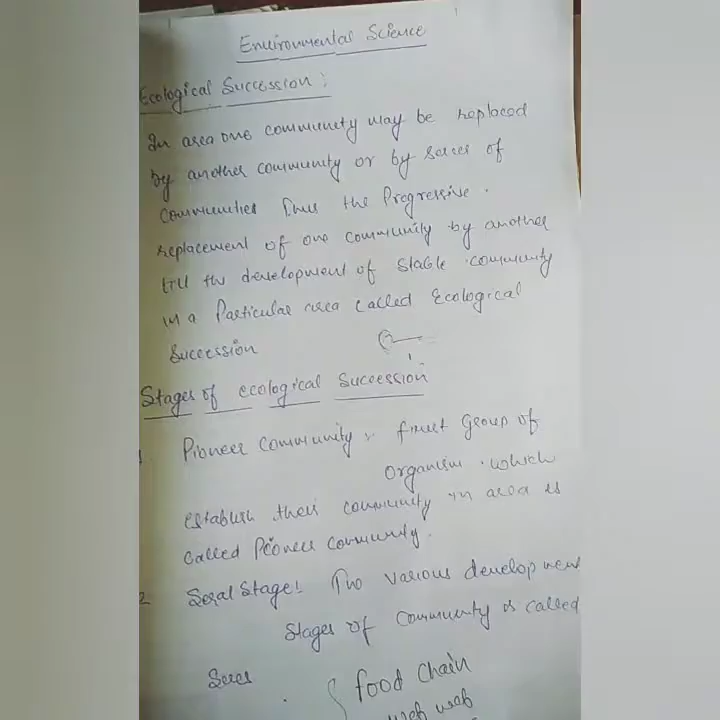 Environmental Science
Ecological Succession:
In area one community may be replaced
by another community or by series of
communities Thus the Progressive.
replacement of one community by another
till the development of stable community
in a Particular area called Ecological
Succession
Stages of ecological Succession
1. Pioneer Community: first Group of
Organism which
establish their community in area is
called Pioneer community.
2 Seral Stage: The various development
Stages of Community is called
Seres
food chain
web